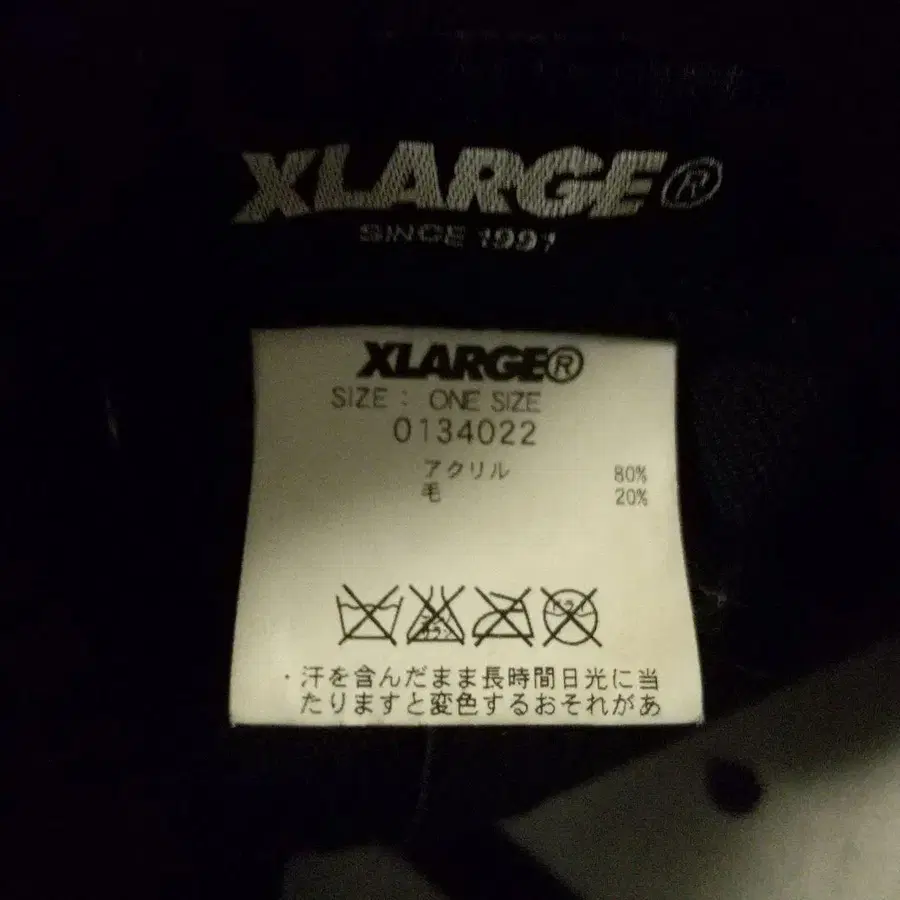 XLARGE®
SINCE 1991
XLARGE®
SIZE : ONE SIZE
0134022
アクリル 80%
毛 20%
・汗を含んだまま長時間日光に当
たりますと変色するおそれがあ